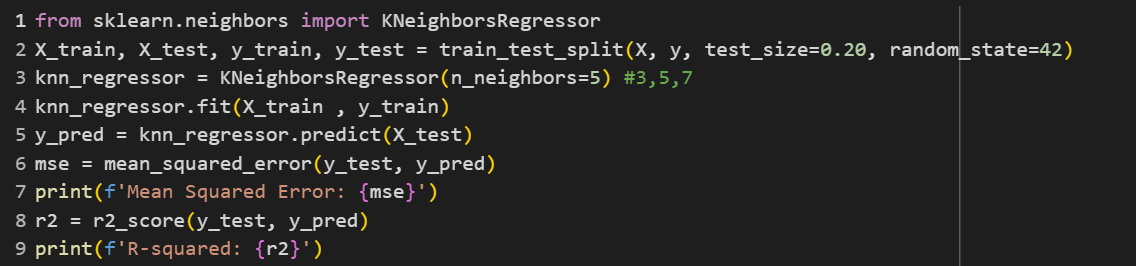 1 from sklearn.neighbors import KNeighborsRegressor
2 X_train, X_test, y_train, y_test = train_test_split(X, y, test_size=0.20, random_state=42)
3 knn_regressor = KNeighborsRegressor(n_neighbors=5) #3,5,7
4 knn_regressor.fit(X_train , y_train)
5 y_pred = knn_regressor.predict(X_test)
6 mse = mean_squared_error(y_test, y_pred)
7 print(f'Mean Squared Error: {mse}')
8 r2 = r2_score(y_test, y_pred)
9 print(f'R-squared: {r2}')